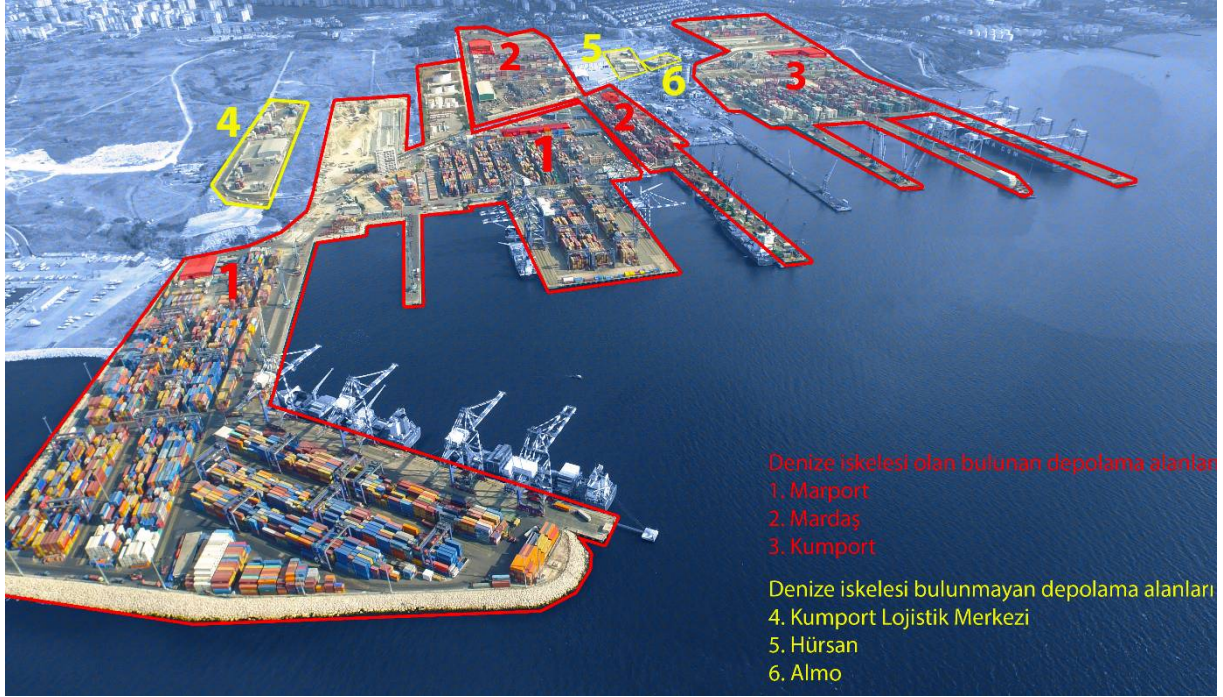 2
5
6
3
4
2
1
1
Denize iskelesi olan bulunan depolama alanları
1. Marport
2. Mardaş
3. Kumport
Denize iskelesi bulunmayan depolama alanları
4. Kumport Lojistik Merkezi
5. Hürsan
6. Almo